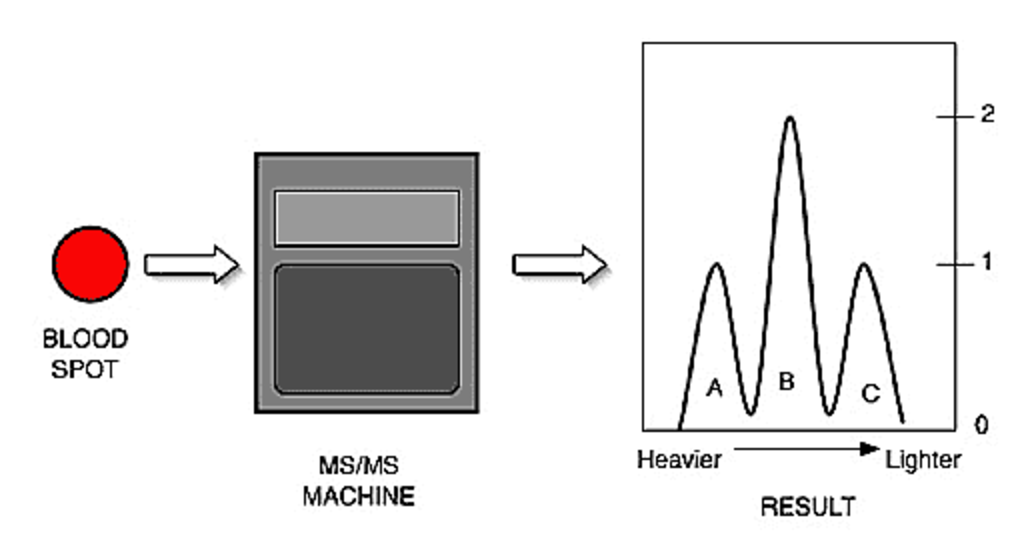 BLOOD
SPOT
MS/MS
MACHINE
2
1
0
A
B
C
Heavier
Lighter
RESULT